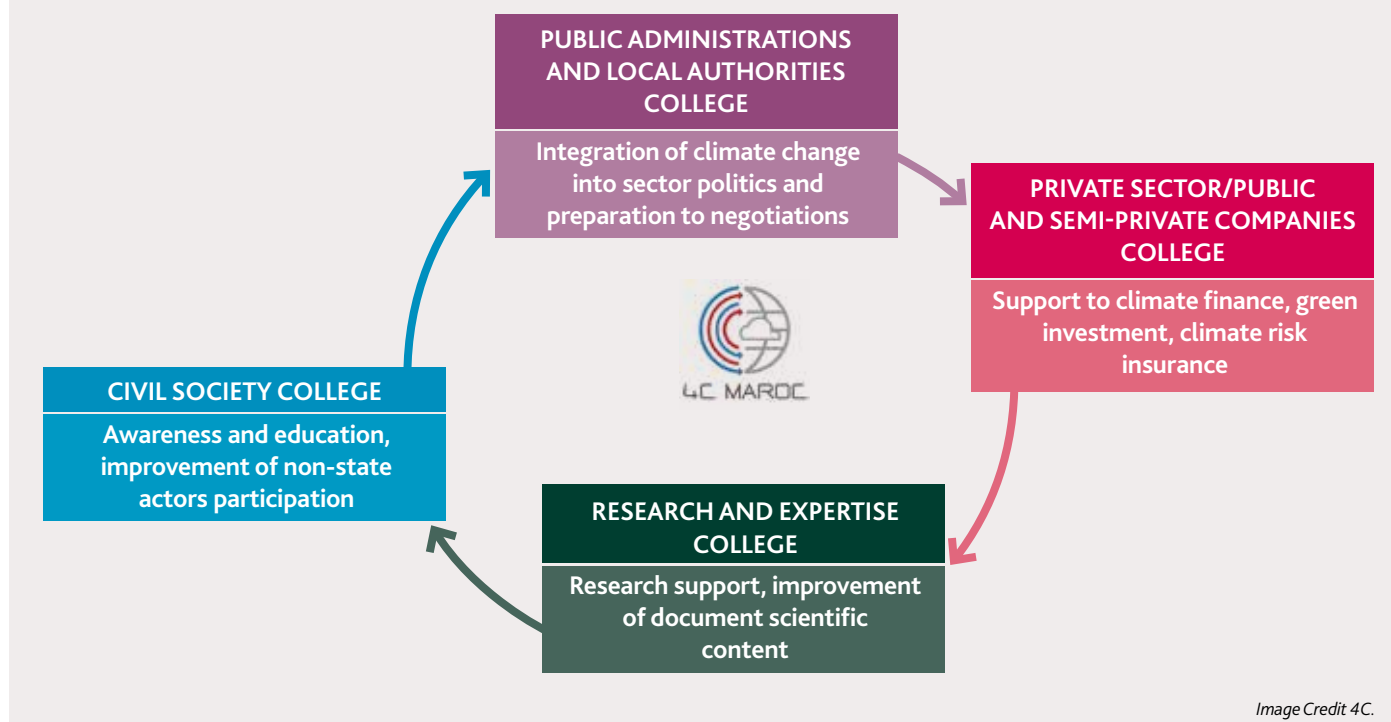 PUBLIC ADMINISTRATIONS
AND LOCAL AUTHORITIES
COLLEGE
Integration of climate change
into sector politics and
preparation to negotiations
PRIVATE SECTOR/PUBLIC
AND SEMI-PRIVATE COMPANIES
COLLEGE
Support to climate finance, green
investment, climate risk
insurance
4C MAROC
CIVIL SOCIETY COLLEGE
Awareness and education,
improvement of non-state
actors participation
RESEARCH AND EXPERTISE
COLLEGE
Research support, improvement
of document scientific
content
Image Credit 4C.